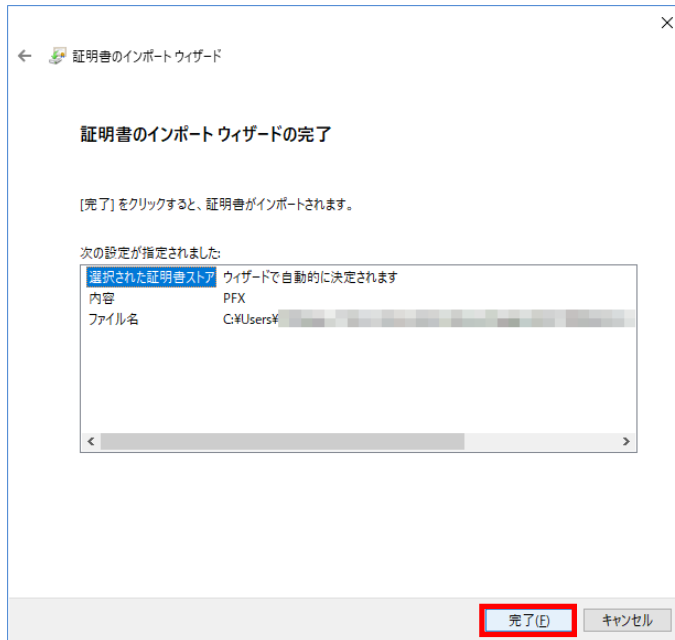 証明書のインポート ウィザード
証明書のインポート ウィザードの完了
[完了] をクリックすると、証明書がインポートされます。
次の設定が指定されました:
選択された証明書ストア ウィザードで自動的に決定されます
内容 PFX
ファイル名 C:¥Users¥
完了(F) キャンセル